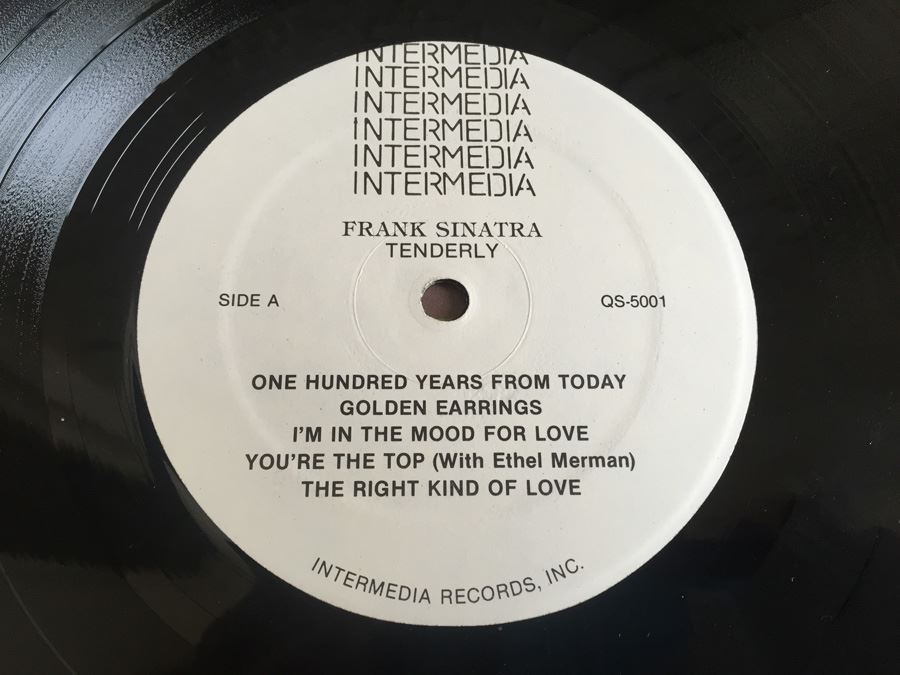 INTERMEDIA
INTERMEDIA
INTERMEDIA
INTERMEDIA
INTERMEDIA
INTERMEDIA
FRANK SINATRA
TENDERLY
SIDE A
QS-5001
ONE HUNDRED YEARS FROM TODAY
GOLDEN EARRINGS
I'M IN THE MOOD FOR LOVE
YOU'RE THE TOP (With Ethel Merman)
THE RIGHT KIND OF LOVE
INTERMEDIA RECORDS, INC.